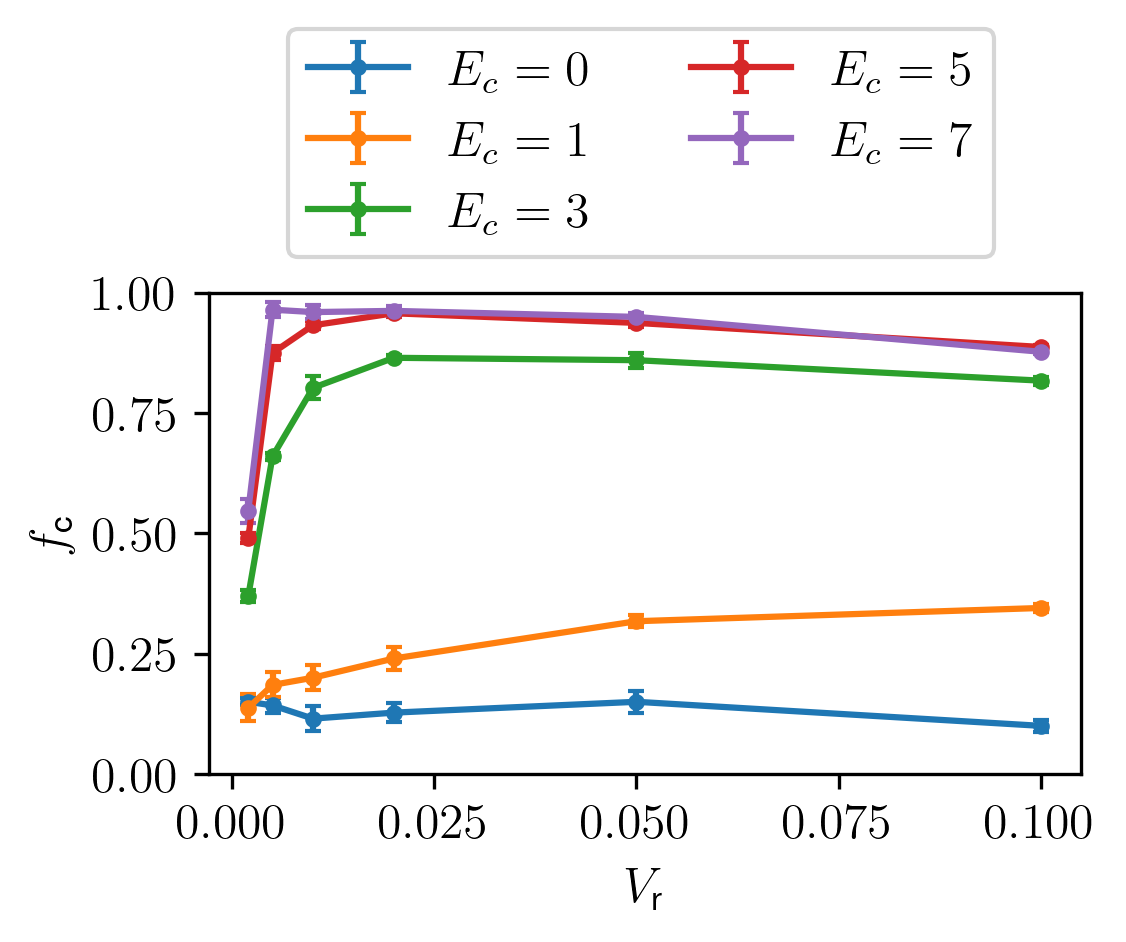 E_c = 0 E_c = 5
E_c = 1 E_c = 7
E_c = 3
1.00
0.75
0.50
0.25
0.00
f_c
0.000 0.025 0.050 0.075 0.100
V_r